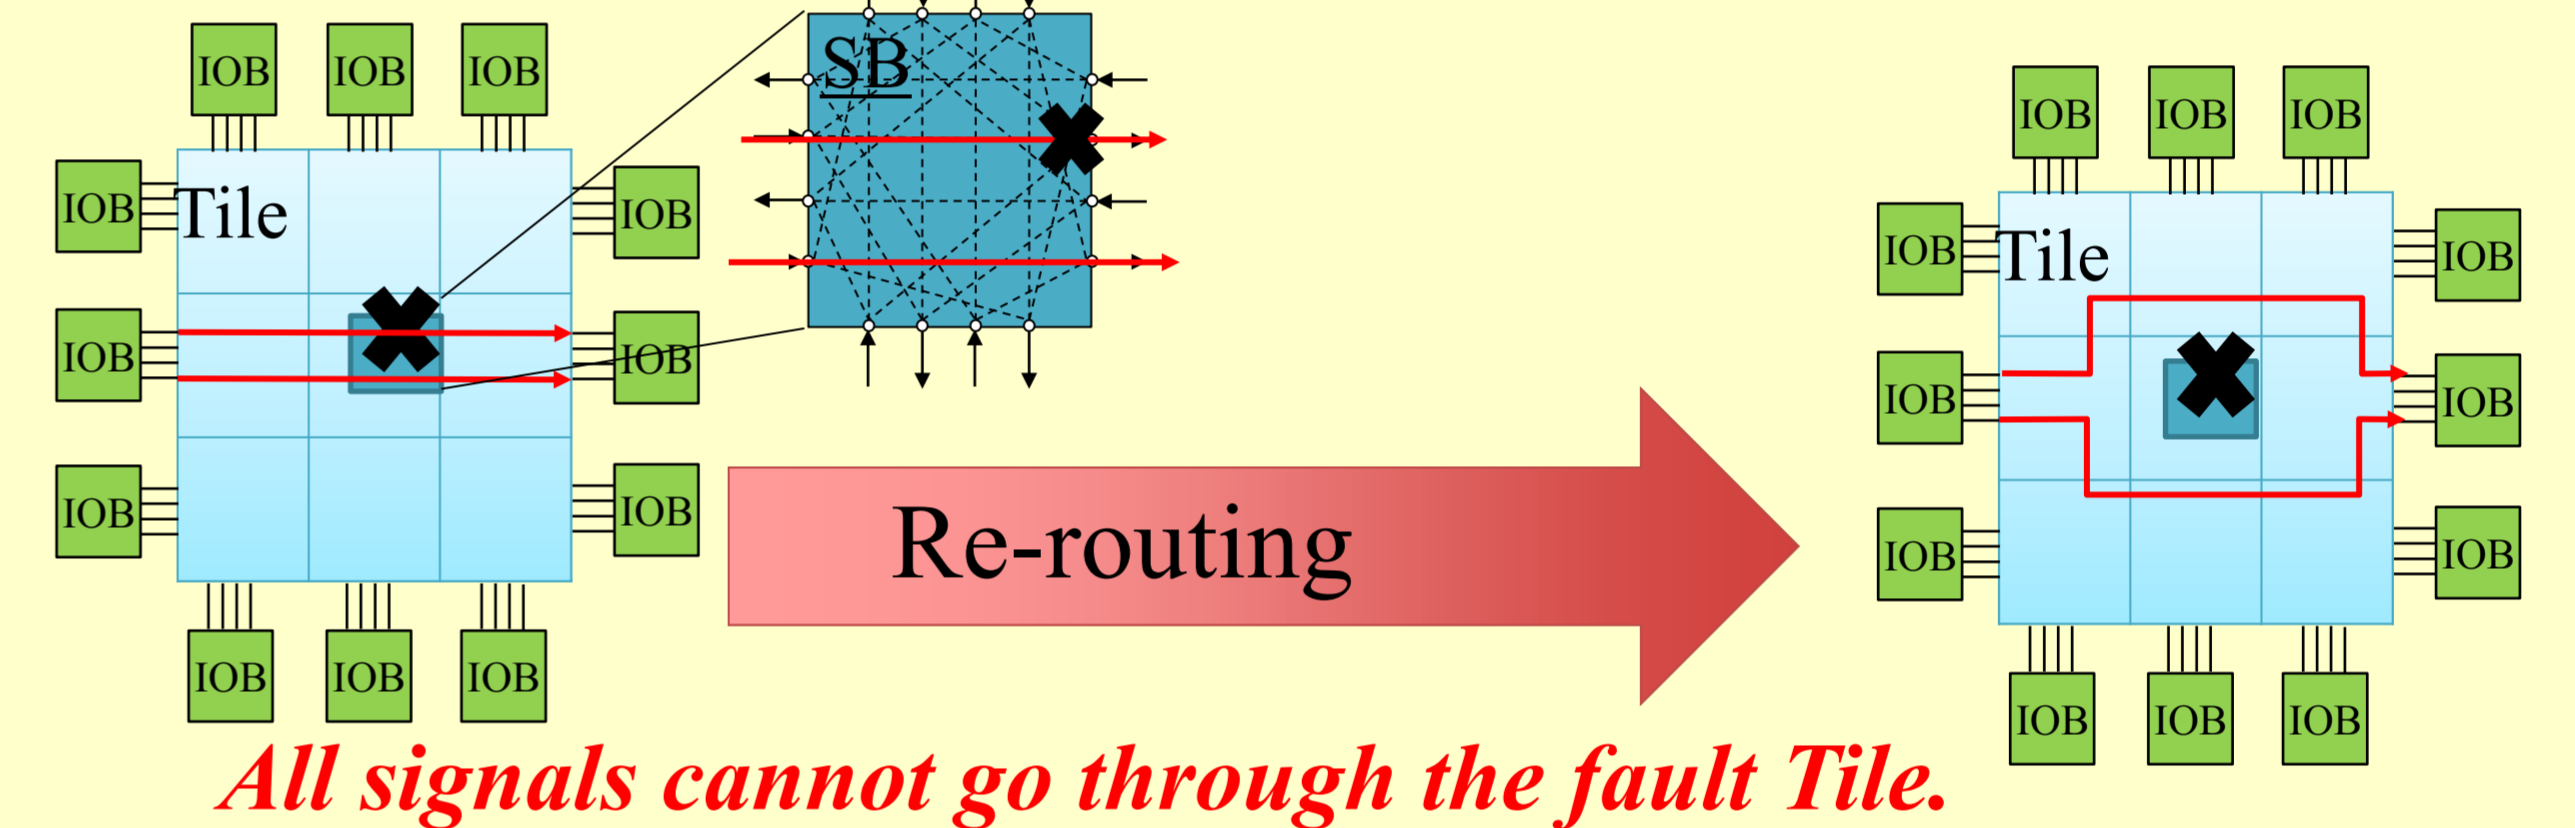 IOB IOB IOB
IOB Tile IOB
IOB IOB
IOB IOB
IOB IOB IOB
SB
Re-routing
IOB IOB IOB
IOB Tile IOB
IOB IOB
IOB IOB
IOB IOB IOB
All signals cannot go through the fault Tile.